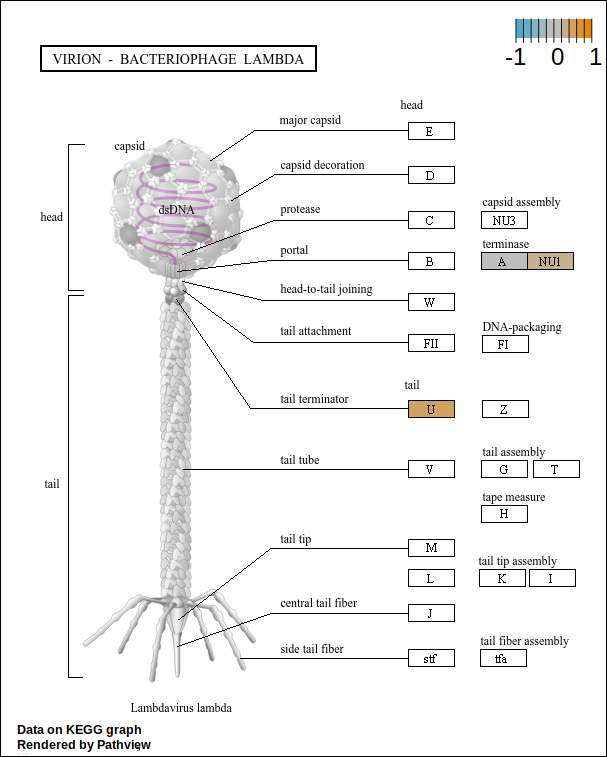 -1 0 1
VIRION - BACTERIOPHAGE LAMBDA
head
major capsid E
capsid
capsid decoration D
dsDNA
protease C
capsid assembly
NU3
head
portal B
terminase
A NU1
head-to-tail joining W
tail attachment FII
DNA-packaging
FI
tail
tail terminator U Z
tail tube V
tail assembly
G T
tape measure
H
tail
tail tip M
L
tail tip assembly
K I
central tail fiber J
side tail fiber stf
tail fiber assembly
tfa
Lambdavirus lambda
Data on KEGG graph
Rendered by Pathview